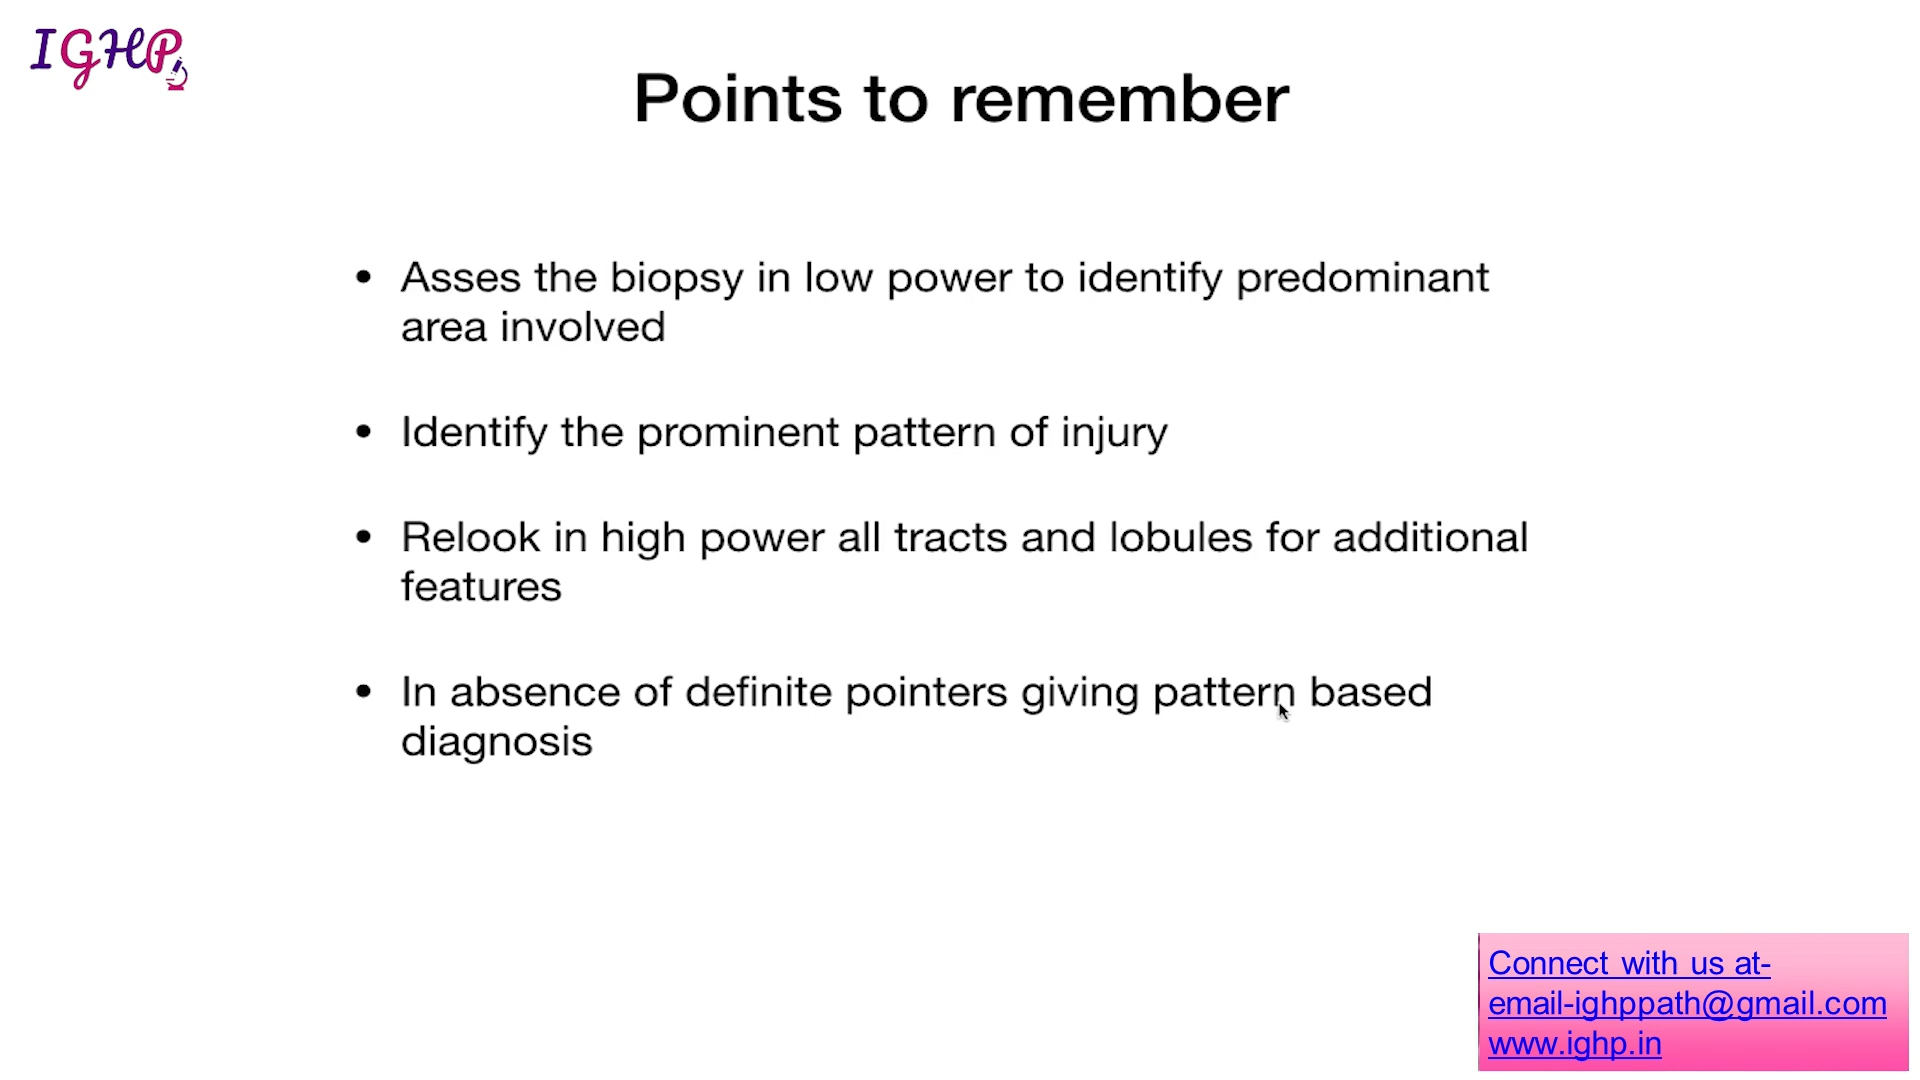 IGHP
Points to remember
• Asses the biopsy in low power to identify predominant
area involved
• Identify the prominent pattern of injury
• Relook in high power all tracts and lobules for additional
features
• In absence of definite pointers giving pattern based
diagnosis
Connect with us at-
email-ighppath@gmail.com
www.ighp.in